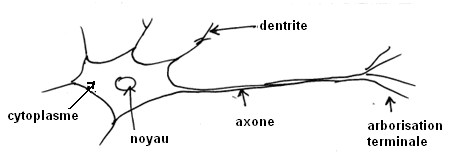 dentrite
cytoplasme
noyau
axone
arborisation
terminale